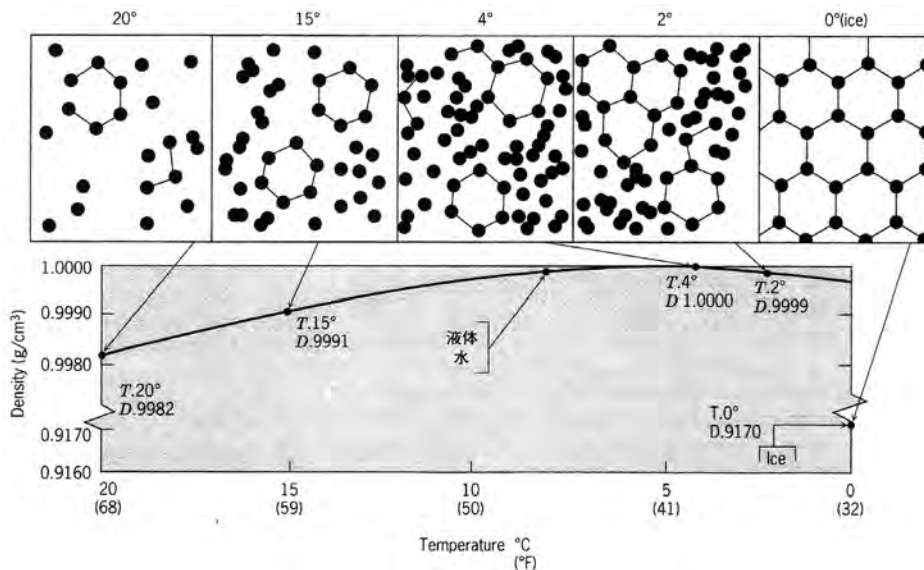 20°
15°
4°
2°
0°(ice)
1.0000
0.9990
0.9980
0.9170
0.9160
Density (g/cm³)
T.20°
D.9982
T.15°
D.9991
液体
水
T.4°
D 1.0000
T.2°
D.9999
T.0°
D.9170
Ice
20
(68)
15
(59)
10
(50)
5
(41)
0
(32)
Temperature °C
(°F)